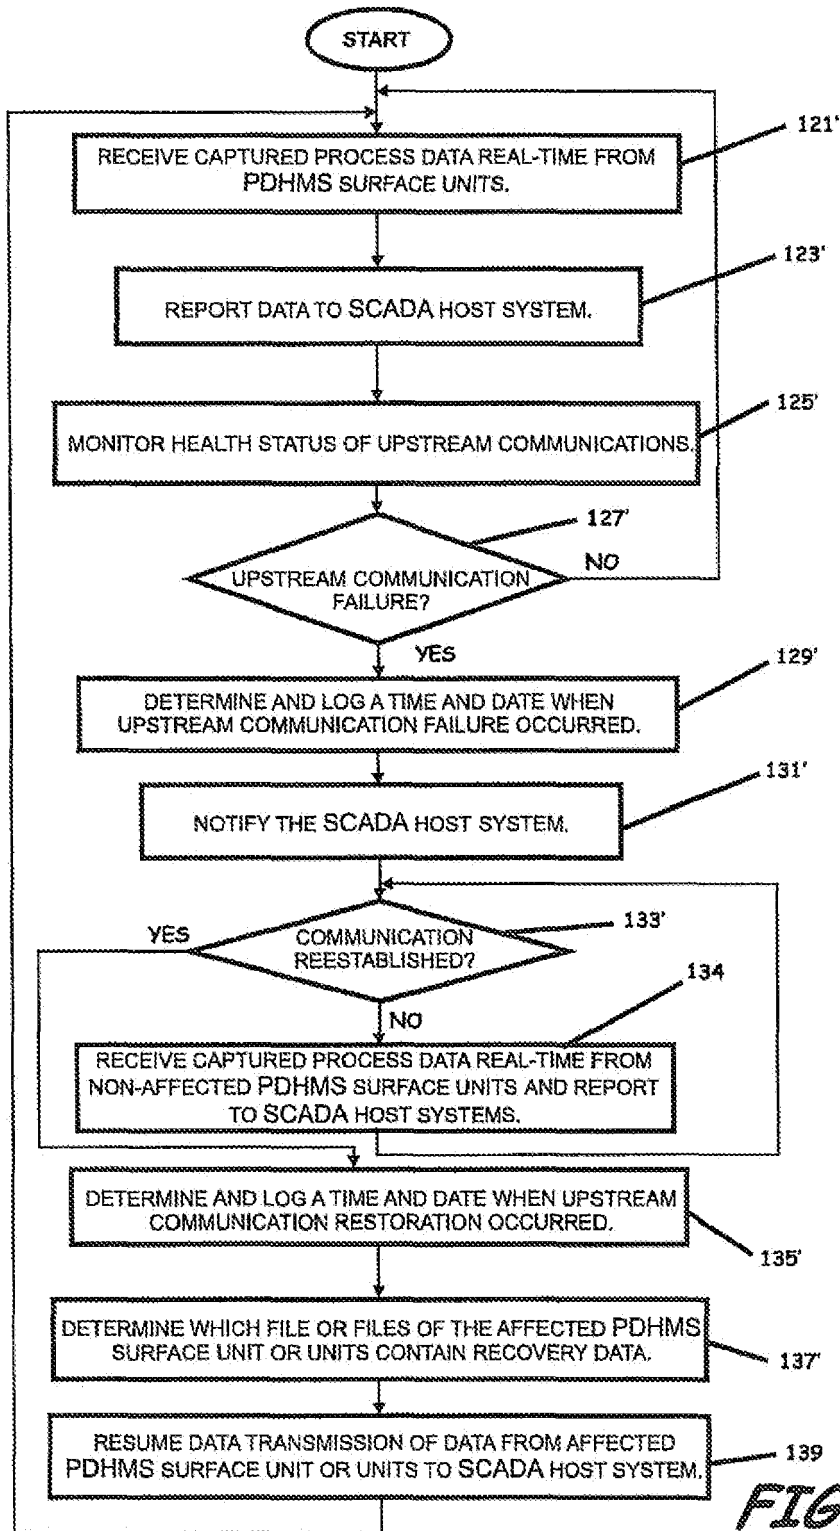 START
121'
RECEIVE CAPTURED PROCESS DATA REAL-TIME FROM
PDHMS SURFACE UNITS.
123'
REPORT DATA TO SCADA HOST SYSTEM.
125'
MONITOR HEALTH STATUS OF UPSTREAM COMMUNICATIONS.
127'
UPSTREAM COMMUNICATION
FAILURE?
NO
YES
129'
DETERMINE AND LOG A TIME AND DATE WHEN
UPSTREAM COMMUNICATION FAILURE OCCURRED.
131'
NOTIFY THE SCADA HOST SYSTEM.
133'
YES
COMMUNICATION
REESTABLISHED?
134
NO
RECEIVE CAPTURED PROCESS DATA REAL-TIME FROM
NON-AFFECTED PDHMS SURFACE UNITS AND REPORT
TO SCADA HOST SYSTEMS.
DETERMINE AND LOG A TIME AND DATE WHEN UPSTREAM
COMMUNICATION RESTORATION OCCURRED.
135'
DETERMINE WHICH FILE OR FILES OF THE AFFECTED PDHMS
SURFACE UNIT OR UNITS CONTAIN RECOVERY DATA.
137'
RESUME DATA TRANSMISSION OF DATA FROM AFFECTED
PDHMS SURFACE UNIT OR UNITS TO SCADA HOST SYSTEM.
139
FIG